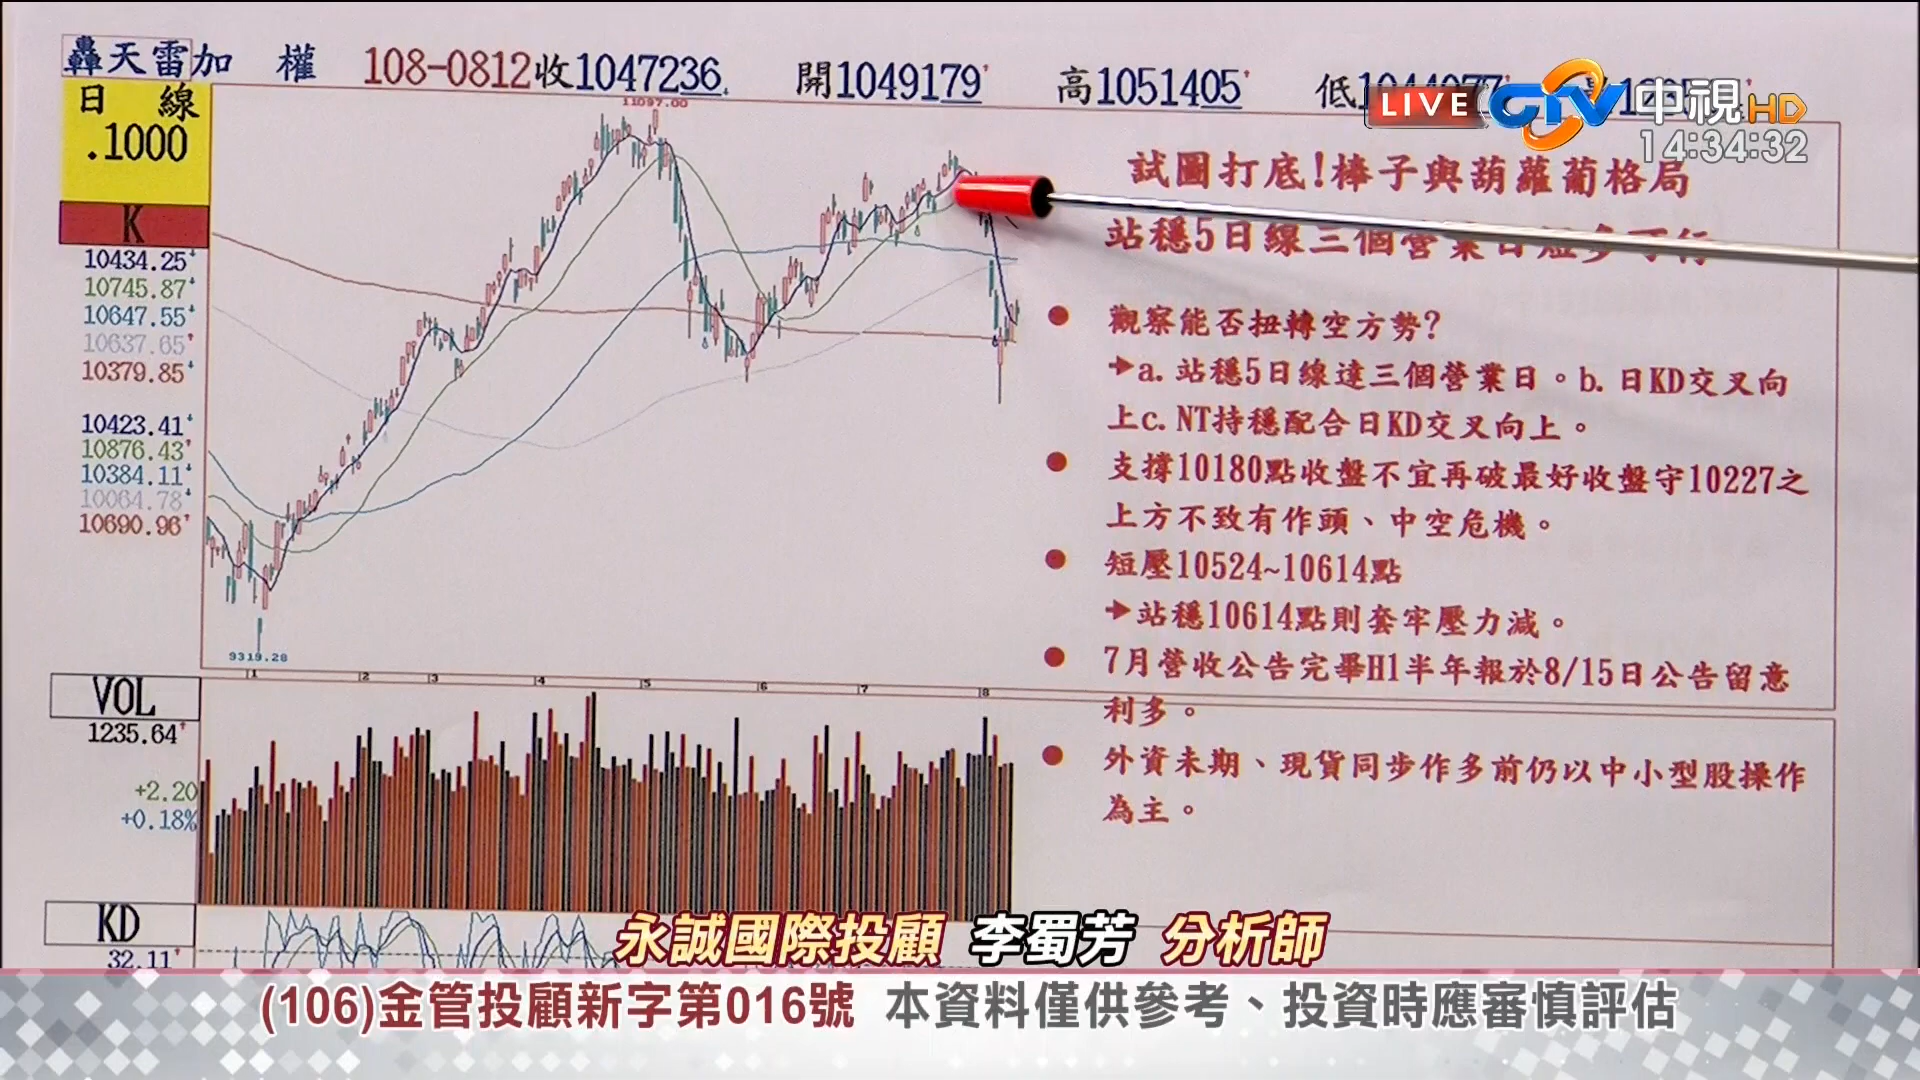 轟天雷加 權 108-0812收1047236 開1049179 高1051405
LIVE CTV 中視HD
14:34:32
日 線
.1000
K
10434.25
10745.87
10647.55
10637.65
10379.85
10423.41
10876.43
10384.11
10064.78
10690.96
11097.00
9319.28
1 2 3 4 5 6 7 8
試圖打底!棒子與葫蘿蔔格局
站穩5日線三個營業日短多可行
● 觀察能否扭轉空方勢?
→a.站穩5日線達三個營業日。b.日KD交叉向
上c.NT持穩配合日KD交叉向上。
● 支撐10180點收盤不宜再破最好收盤守10227之
上方不致有作頭、中空危機。
● 短壓10524~10614點
→站穩10614點則套牢壓力減。
● 7月營收公告完畢H1半年報於8/15日公告留意
利多。
● 外資未期、現貨同步作多前仍以中小型股操作
為主。
VOL
1235.64
+2.20
+0.18%
KD
32.11
永誠國際投顧 李蜀芳 分析師
(106)金管投顧新字第016號 本資料僅供參考、投資時應審慎評估